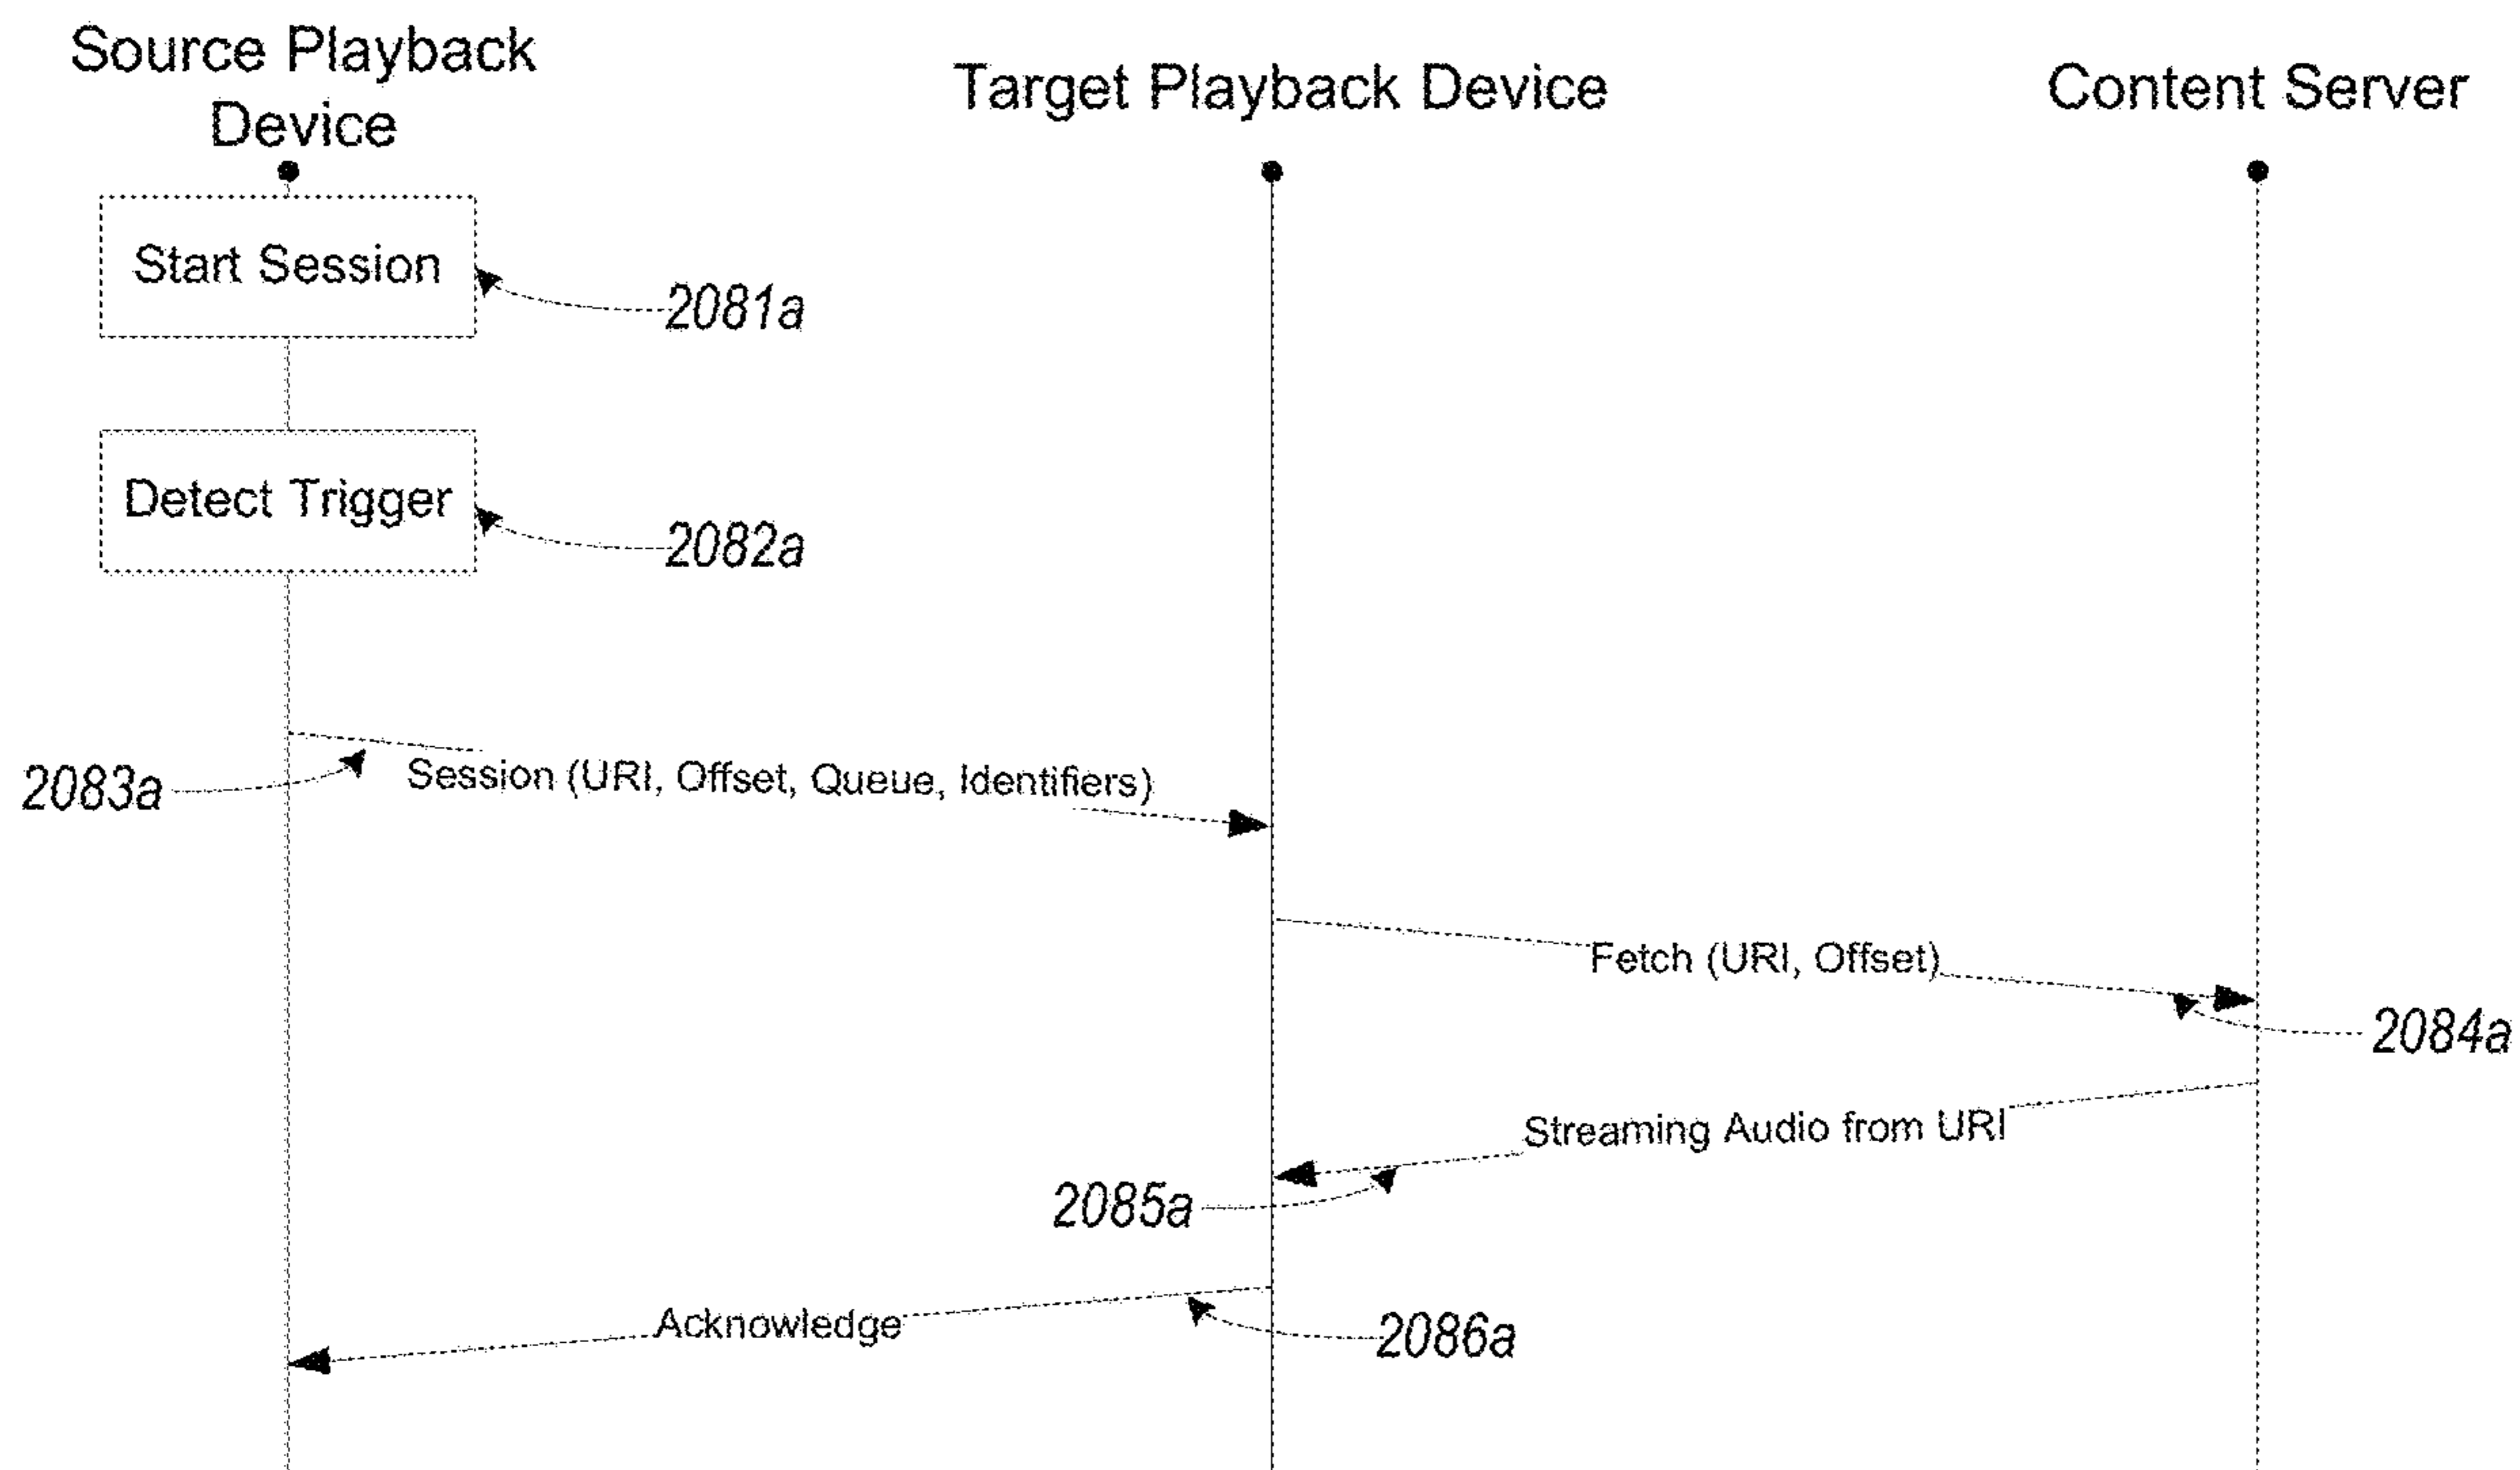 Source Playback
Device
Target Playback Device
Content Server
Start Session
2081a
Detect Trigger
2082a
2083a
Session (URI, Offset, Queue, Identifiers)
Fetch (URI, Offset)
2084a
Streaming Audio from URI
2085a
Acknowledge
2086a